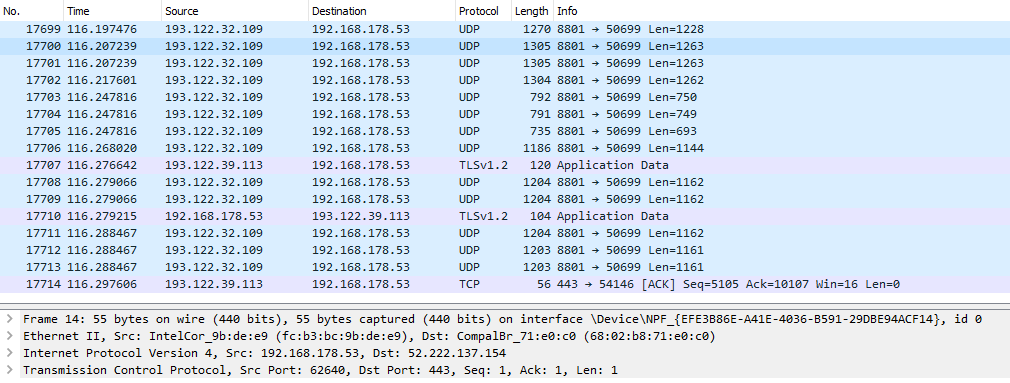 No. Time Source Destination Protocol Length Info
17699 116.197476 193.122.32.109 192.168.178.53 UDP 1270 8801 → 50699 Len=1228
17700 116.207239 193.122.32.109 192.168.178.53 UDP 1305 8801 → 50699 Len=1263
17701 116.207239 193.122.32.109 192.168.178.53 UDP 1305 8801 → 50699 Len=1263
17702 116.217601 193.122.32.109 192.168.178.53 UDP 1304 8801 → 50699 Len=1262
17703 116.247816 193.122.32.109 192.168.178.53 UDP 792 8801 → 50699 Len=750
17704 116.247816 193.122.32.109 192.168.178.53 UDP 791 8801 → 50699 Len=749
17705 116.247816 193.122.32.109 192.168.178.53 UDP 735 8801 → 50699 Len=693
17706 116.268020 193.122.32.109 192.168.178.53 UDP 1186 8801 → 50699 Len=1144
17707 116.276642 193.122.39.113 192.168.178.53 TLSv1.2 120 Application Data
17708 116.279066 193.122.32.109 192.168.178.53 UDP 1204 8801 → 50699 Len=1162
17709 116.279066 193.122.32.109 192.168.178.53 UDP 1204 8801 → 50699 Len=1162
17710 116.279215 192.168.178.53 193.122.39.113 TLSv1.2 104 Application Data
17711 116.288467 193.122.32.109 192.168.178.53 UDP 1204 8801 → 50699 Len=1162
17712 116.288467 193.122.32.109 192.168.178.53 UDP 1203 8801 → 50699 Len=1161
17713 116.288467 193.122.32.109 192.168.178.53 UDP 1203 8801 → 50699 Len=1161
17714 116.297606 193.122.39.113 192.168.178.53 TCP 56 443 → 54146 [ACK] Seq=5105 Ack=10107 Win=16 Len=0
Frame 14: 55 bytes on wire (440 bits), 55 bytes captured (440 bits) on interface \Device\NPF_{EFE3B86E-A41E-4036-B591-29DBE94ACF14}, id 0
Ethernet II, Src: IntelCor_9b:de:e9 (fc:b3:bc:9b:de:e9), Dst: CompalBr_71:e0:c0 (68:02:b8:71:e0:c0)
Internet Protocol Version 4, Src: 192.168.178.53, Dst: 52.222.137.154
Transmission Control Protocol, Src Port: 62640, Dst Port: 443, Seq: 1, Ack: 1, Len: 1